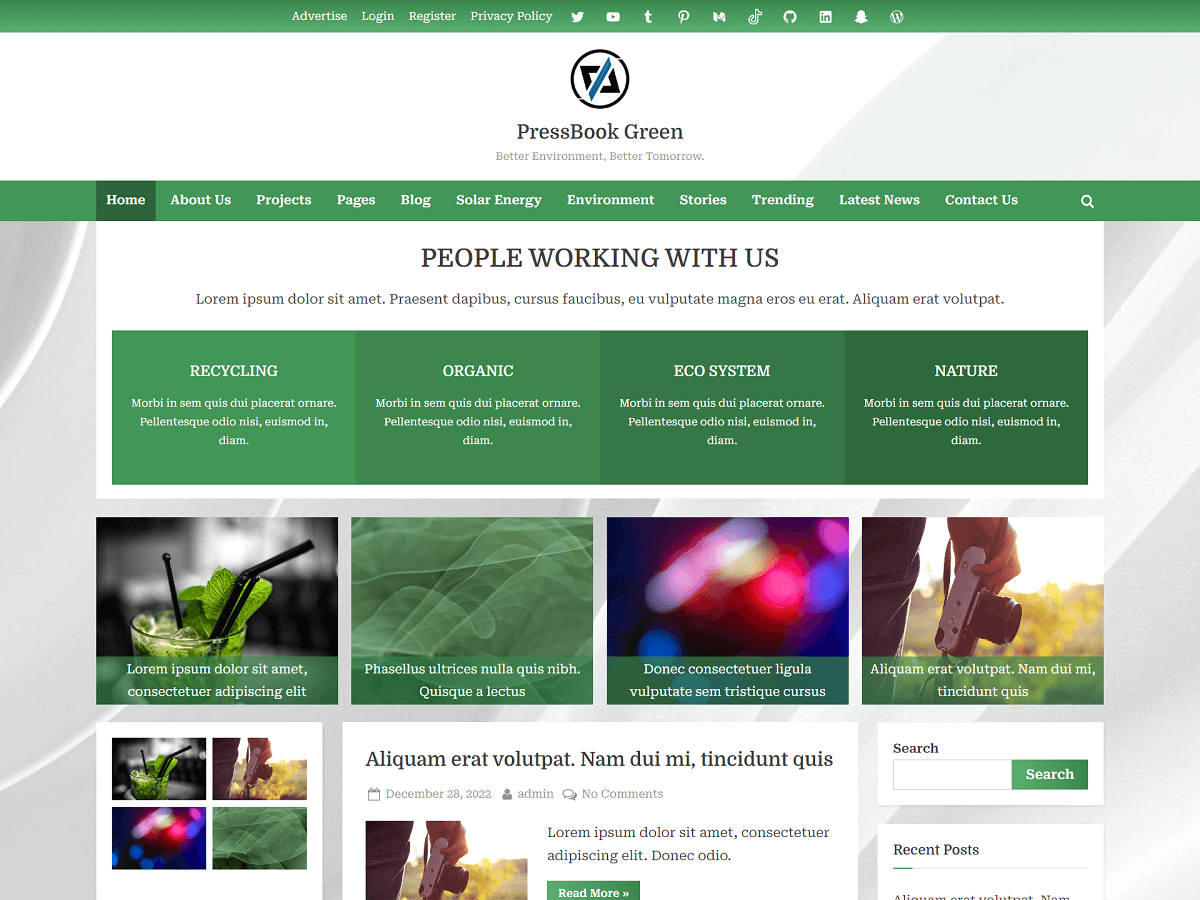 Advertise Login Register Privacy Policy
PressBook Green
Better Environment, Better Tomorrow.
Home About Us Projects Pages Blog Solar Energy Environment Stories Trending Latest News Contact Us
PEOPLE WORKING WITH US
Lorem ipsum dolor sit amet. Praesent dapibus, cursus faucibus, eu vulputate magna eros eu erat. Aliquam erat volutpat.
RECYCLING
Morbi in sem quis dui placerat ornare.
Pellentesque odio nisi, euismod in,
diam.
ORGANIC
Morbi in sem quis dui placerat ornare.
Pellentesque odio nisi, euismod in,
diam.
ECO SYSTEM
Morbi in sem quis dui placerat ornare.
Pellentesque odio nisi, euismod in,
diam.
NATURE
Morbi in sem quis dui placerat ornare.
Pellentesque odio nisi, euismod in,
diam.
Lorem ipsum dolor sit amet,
consectetuer adipiscing elit
Phasellus ultrices nulla quis nibh.
Quisque a lectus
Donec consectetuer ligula
vulputate sem tristique cursus
Aliquam erat volutpat. Nam dui mi,
tincidunt quis
Aliquam erat volutpat. Nam dui mi, tincidunt quis
December 28, 2022 admin No Comments
Lorem ipsum dolor sit amet, consectetuer
adipiscing elit. Donec odio.
Read More »
Search
Search
Recent Posts
Aliquam erat volutpat. Nam